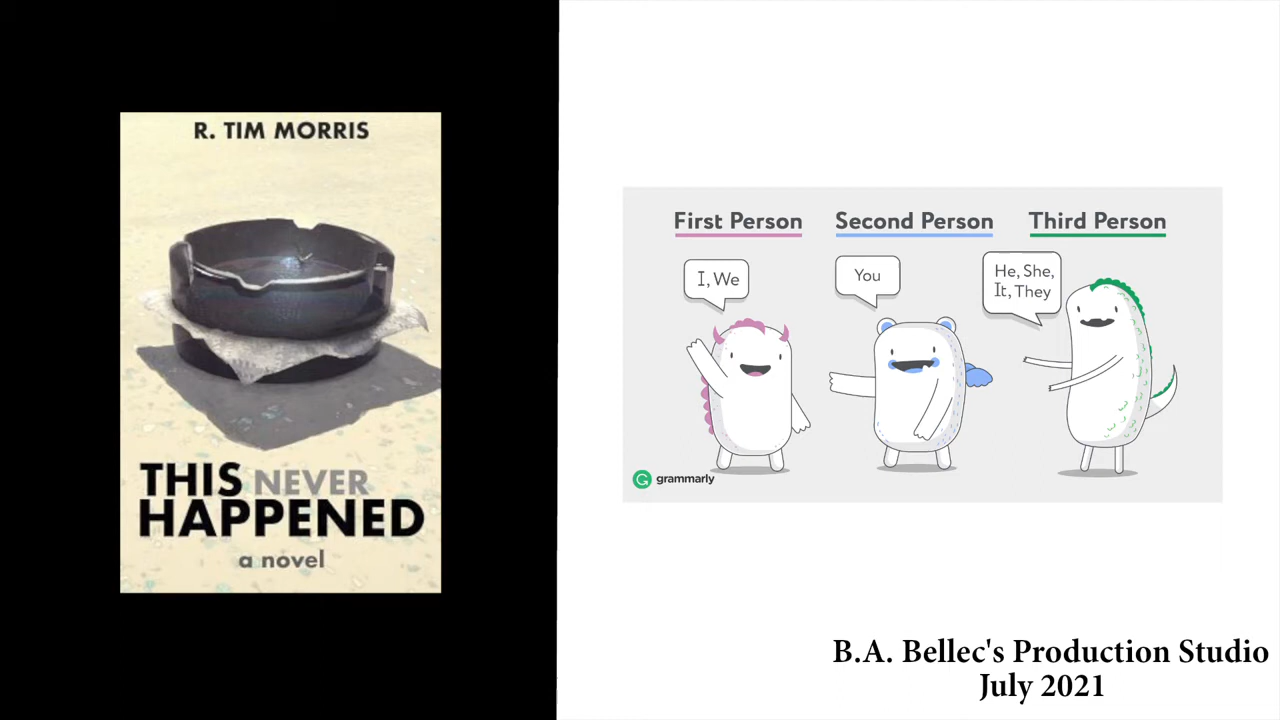 R. TIM MORRIS
THIS NEVER
HAPPENED
a novel
First Person
Second Person
Third Person
I, We
You
He, She,
It, They
grammarly
B.A. Bellec's Production Studio
July 2021